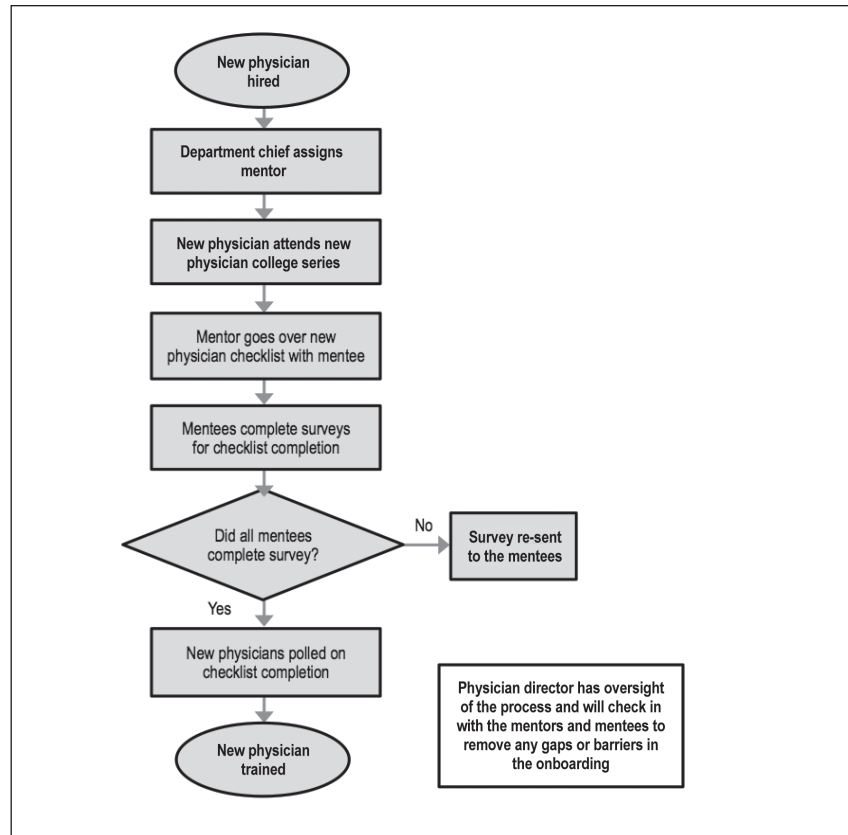 New physician
hired
Department chief assigns
mentor
New physician attends new
physician college series
Mentor goes over new
physician checklist with mentee
Mentees complete surveys
for checklist completion
Did all mentees
complete survey?
No
Survey re-sent
to the mentees
Yes
New physicians polled on
checklist completion
Physician director has oversight
of the process and will check in
with the mentors and mentees to
remove any gaps or barriers in
the onboarding
New physician
trained